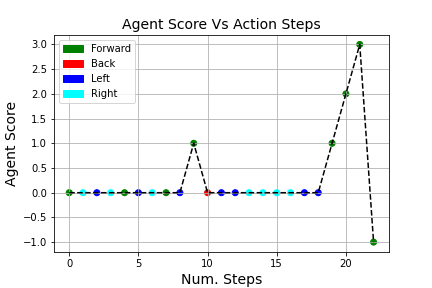 Agent Score Vs Action Steps
3.0
2.5
2.0
1.5
1.0
0.5
0.0
−0.5
−1.0
Agent Score
Forward
Back
Left
Right
0 5 10 15 20
Num. Steps